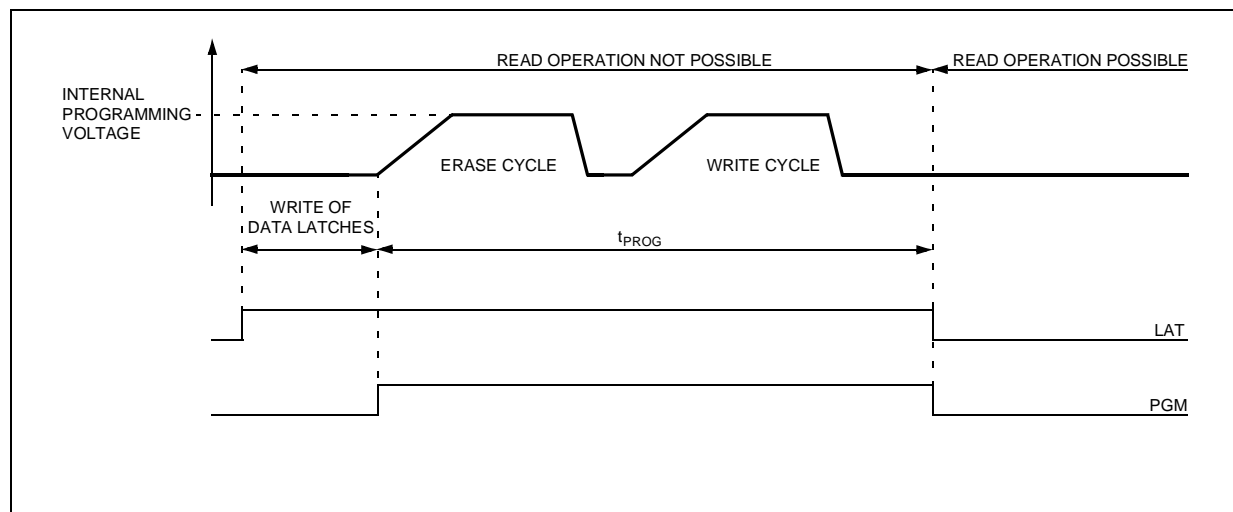 READ OPERATION NOT POSSIBLE
READ OPERATION POSSIBLE
INTERNAL
PROGRAMMING
VOLTAGE
ERASE CYCLE
WRITE CYCLE
WRITE OF
DATA LATCHES
tPROG
LAT
PGM